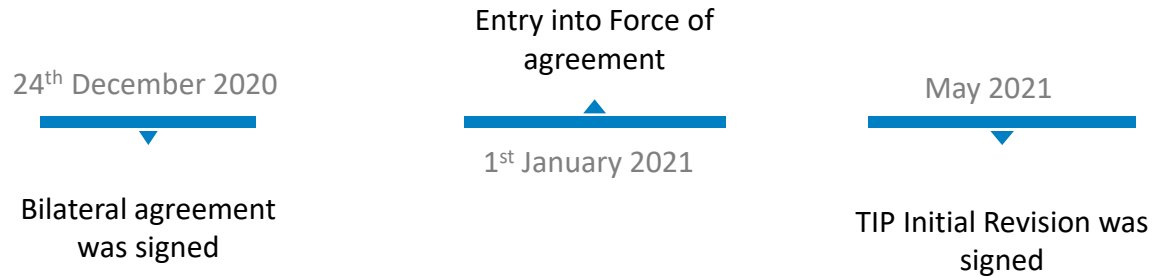 24th December 2020
Bilateral agreement
was signed
Entry into Force of
agreement
1st January 2021
May 2021
TIP Initial Revision was
signed